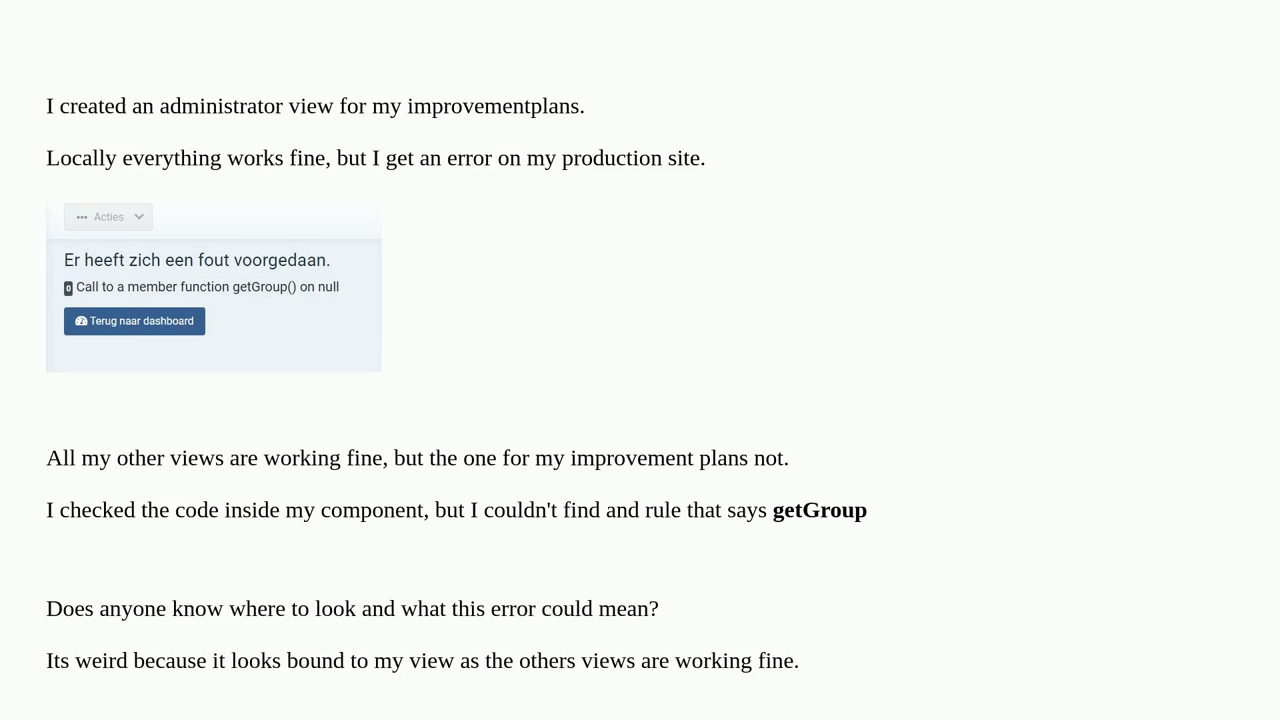 I created an administrator view for my improvementplans.
Locally everything works fine, but I get an error on my production site.
Acties
Er heeft zich een fout voorgedaan.
0 Call to a member function getGroup() on null
Terug naar dashboard
All my other views are working fine, but the one for my improvement plans not.
I checked the code inside my component, but I couldn't find and rule that says getGroup
Does anyone know where to look and what this error could mean?
Its weird because it looks bound to my view as the others views are working fine.